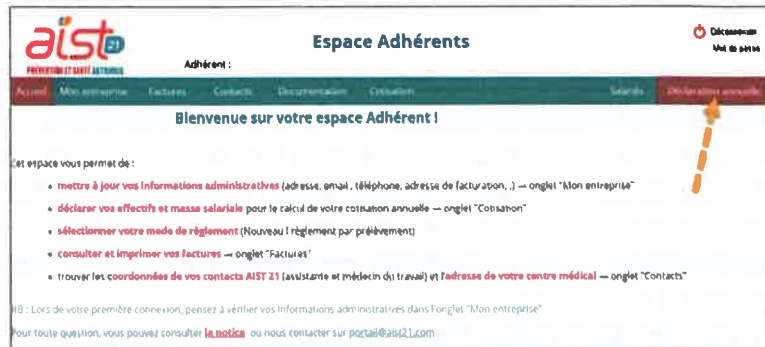 aist 21
PRÉVENTION ET SANTÉ AU TRAVAIL
Espace Adhérents
Déconnexion
Mot de passe
Adhérent :
Accueil Mon entreprise Factures Contacts Documentation Cotisation Salariés Déclaration annuelle
Bienvenue sur votre espace Adhérent !
Cet espace vous permet de :
• mettre à jour vos informations administratives (adresse, email, téléphone, adresse de facturation, .) — onglet "Mon entreprise"
• déclarer vos effectifs et masse salariale pour le calcul de votre cotisation annuelle — onglet "Cotisation"
• sélectionner votre mode de règlement (Nouveau ! règlement par prélèvement)
• consulter et imprimer vos factures — onglet "Factures"
• trouver les coordonnées de vos contacts AIST 21 (assistante et médecin du travail) et l'adresse de votre centre médical — onglet "Contacts"
NB : Lors de votre première connexion, pensez à vérifier vos informations administratives dans l'onglet "Mon entreprise"
Pour toute question, vous pouvez consulter la notice ou nous contacter sur portail@aist21.com